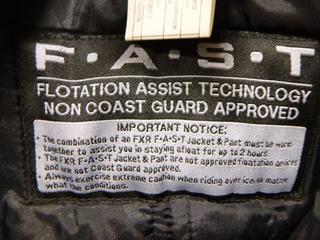 F·A·S·T
FLOTATION ASSIST TECHNOLOGY
NON COAST GUARD APPROVED
IMPORTANT NOTICE:
• The combination of an FXR F·A·S·T Jacket & Pant must be worn
together to assist you in staying afloat for up to 2 hours.
• The FXR F·A·S·T Jacket & Pant are not approved floatation devices
and are not Coast Guard approved.
• Always exercise extreme caution when riding over ice, no matter
what the conditions.